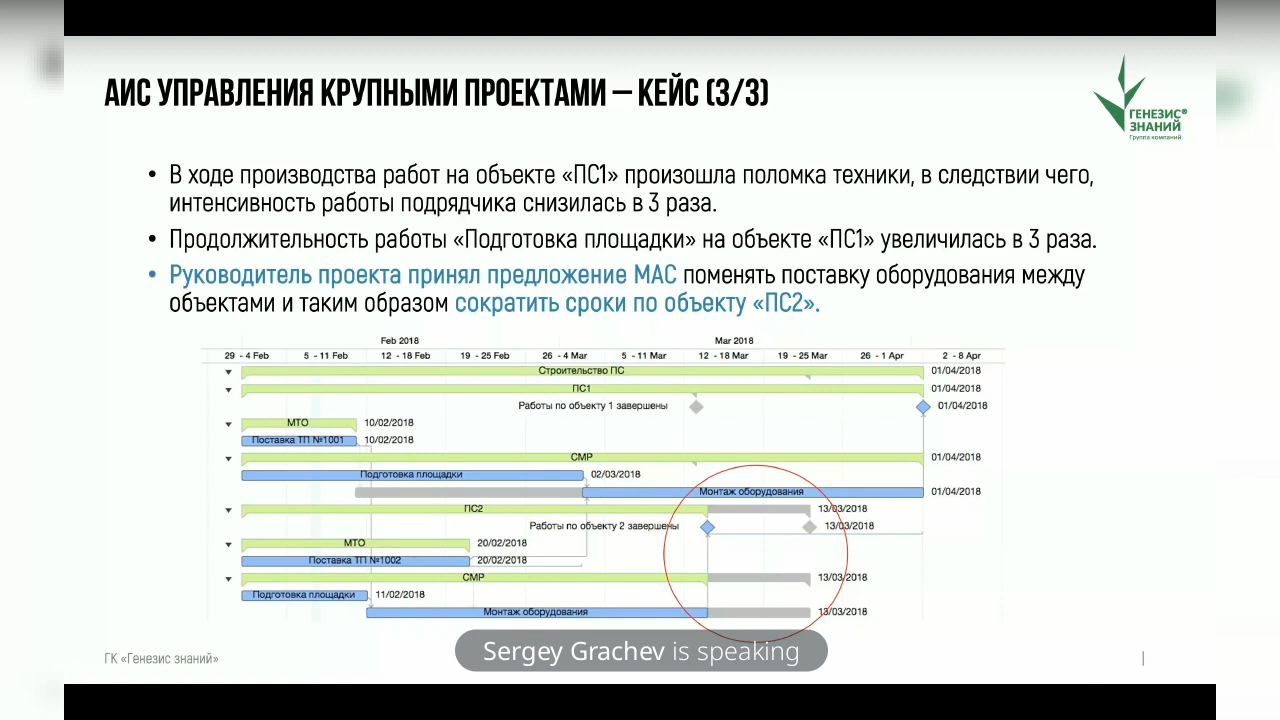 АИС УПРАВЛЕНИЯ КРУПНЫМИ ПРОЕКТАМИ – КЕЙС (3/3)
ГЕНЕЗИС®
ЗНАНИЙ
Группа компаний
• В ходе производства работ на объекте «ПС1» произошла поломка техники, в следствии чего,
интенсивность работы подрядчика снизилась в 3 раза.
• Продолжительность работы «Подготовка площадки» на объекте «ПС1» увеличилась в 3 раза.
• Руководитель проекта принял предложение МАС поменять поставку оборудования между
объектами и таким образом сократить сроки по объекту «ПС2».
Feb 2018 Mar 2018
29 - 4 Feb 5 - 11 Feb 12 - 18 Feb 19 - 25 Feb 26 - 4 Mar 5 - 11 Mar 12 - 18 Mar 19 - 25 Mar 26 - 1 Apr 2 - 8 Apr
Строительство ПС 01/04/2018
ПС1 01/04/2018
Работы по объекту 1 завершены 01/04/2018
МТО 10/02/2018
Поставка ТП №1001 10/02/2018
СМР 01/04/2018
Подготовка площадки 02/03/2018
Монтаж оборудования 01/04/2018
ПС2 13/03/2018
Работы по объекту 2 завершены 13/03/2018
МТО 20/02/2018
Поставка ТП №1002 20/02/2018
СМР 13/03/2018
Подготовка площадки 11/02/2018
Монтаж оборудования 13/03/2018
Sergey Grachev is speaking
ГК «Генезис знаний»